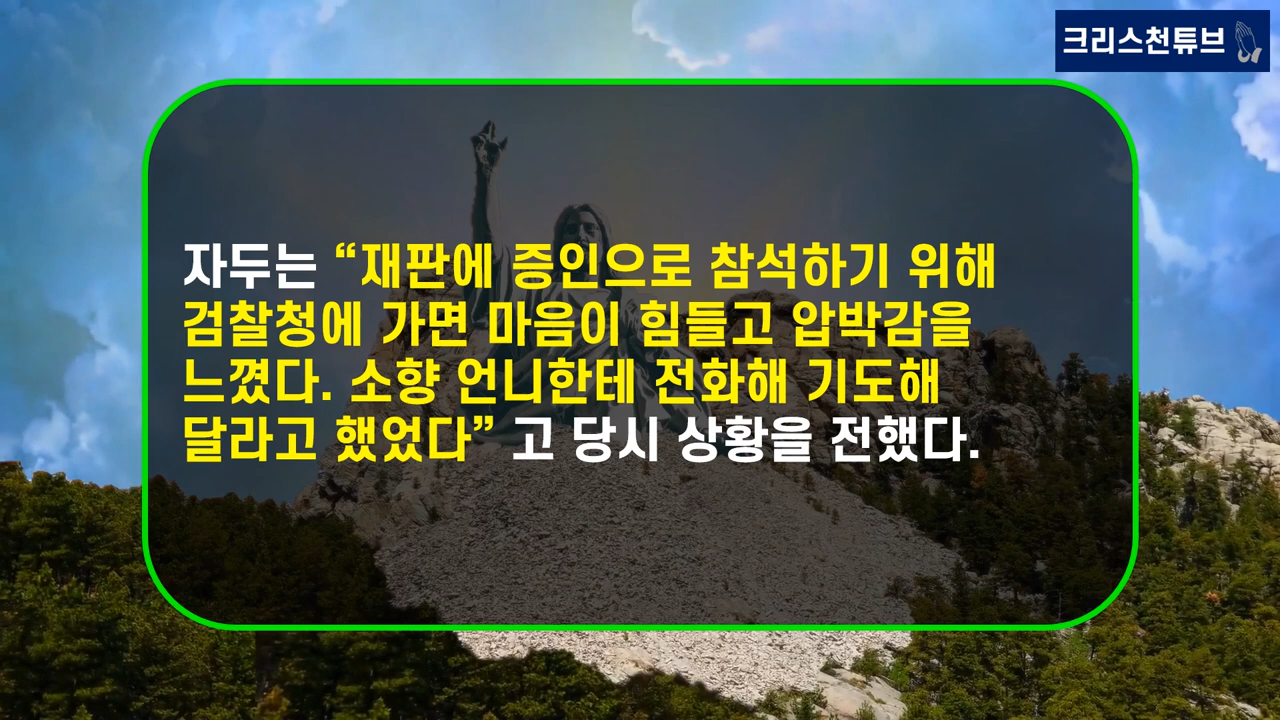 크리스천튜브
자두는 “재판에 증인으로 참석하기 위해
검찰청에 가면 마음이 힘들고 압박감을
느꼈다. 소향 언니한테 전화해 기도해
달라고 했었다” 고 당시 상황을 전했다.